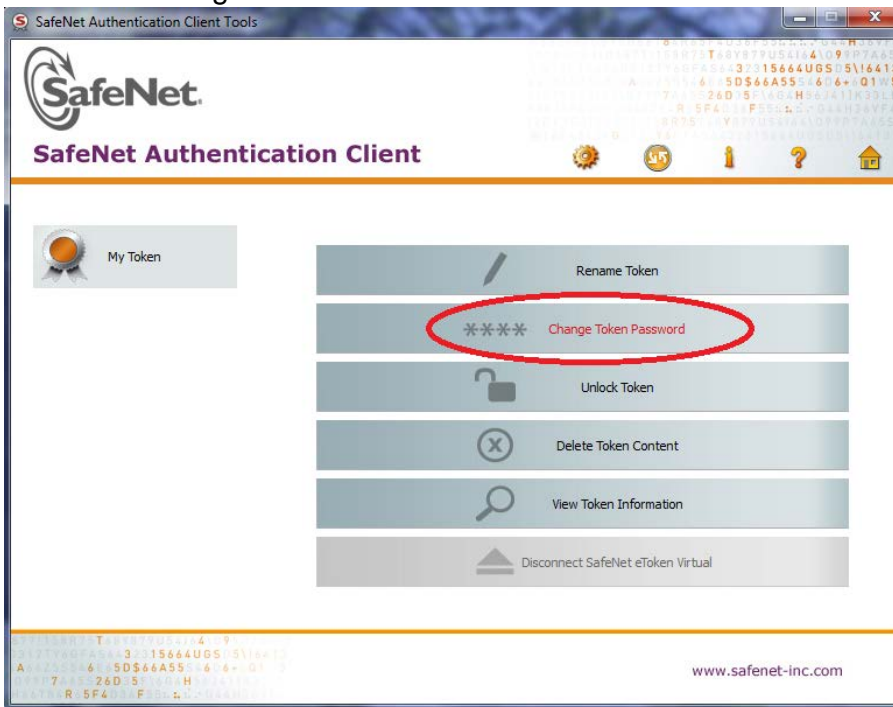 SafeNet Authentication Client Tools
SafeNet.
SafeNet Authentication Client
My Token
Rename Token
**** Change Token Password
Unlock Token
Delete Token Content
View Token Information
Disconnect SafeNet eToken Virtual
www.safenet-inc.com